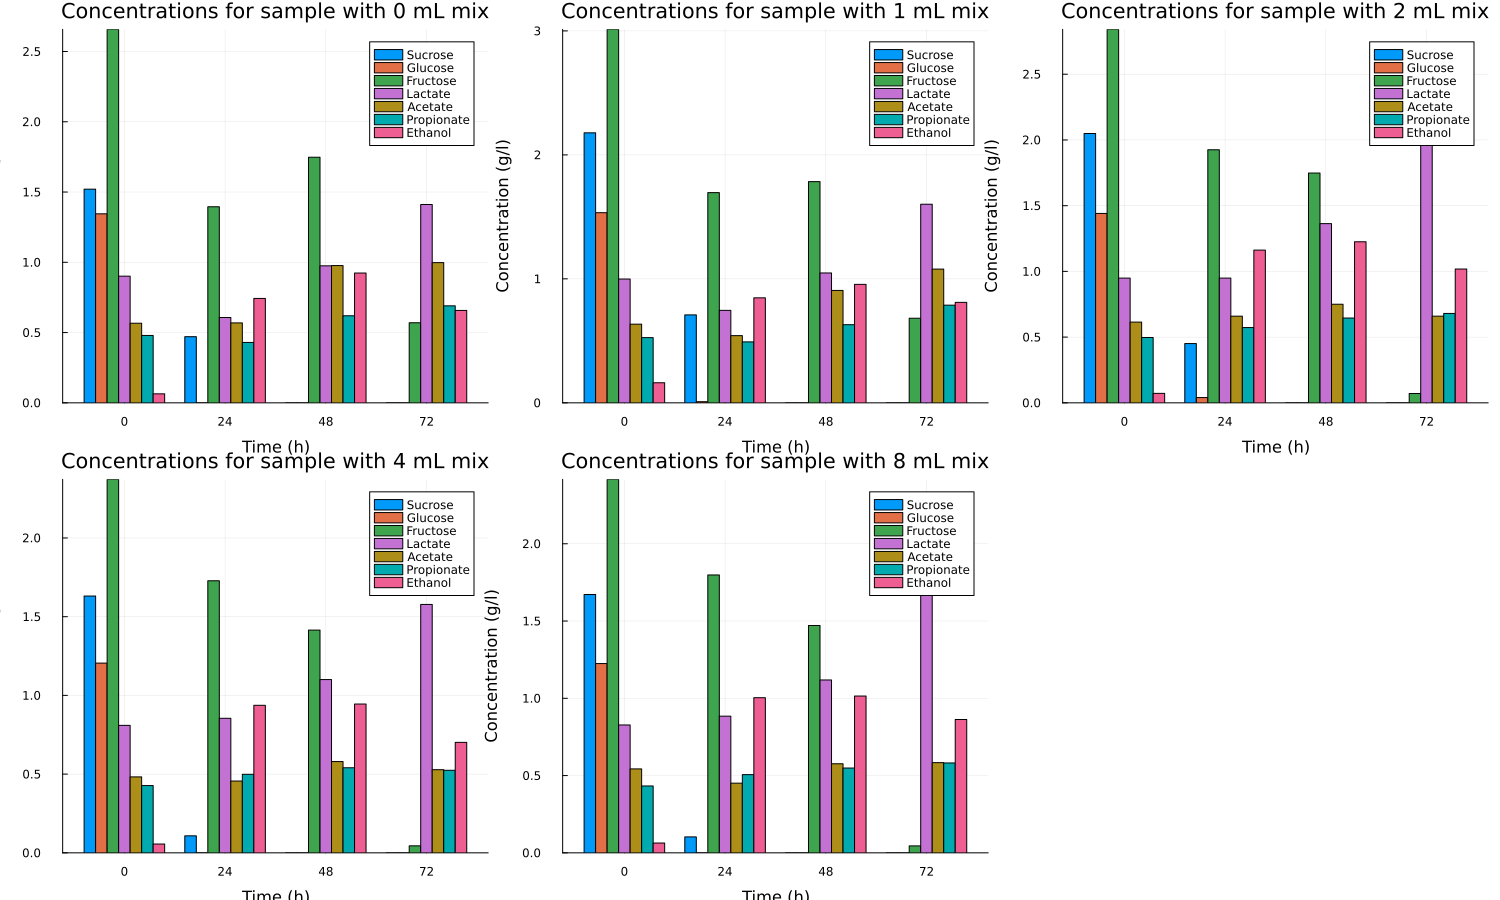 Concentrations for sample with 0 mL mix
2.5
2.0
1.5
1.0
0.5
0.0
Sucrose
Glucose
Fructose
Lactate
Acetate
Propionate
Ethanol
0 24 48 72
Time (h)
Concentrations for sample with 1 mL mix
Concentration (g/l)
3
2
1
0
Sucrose
Glucose
Fructose
Lactate
Acetate
Propionate
Ethanol
0 24 48 72
Time (h)
Concentrations for sample with 2 mL mix
Concentration (g/l)
2.5
2.0
1.5
1.0
0.5
0.0
Sucrose
Glucose
Fructose
Lactate
Acetate
Propionate
Ethanol
0 24 48 72
Time (h)
Concentrations for sample with 4 mL mix
2.0
1.5
1.0
0.5
0.0
Sucrose
Glucose
Fructose
Lactate
Acetate
Propionate
Ethanol
0 24 48 72
Time (h)
Concentrations for sample with 8 mL mix
Concentration (g/l)
2.0
1.5
1.0
0.5
0.0
Sucrose
Glucose
Fructose
Lactate
Acetate
Propionate
Ethanol
0 24 48 72
Time (h)